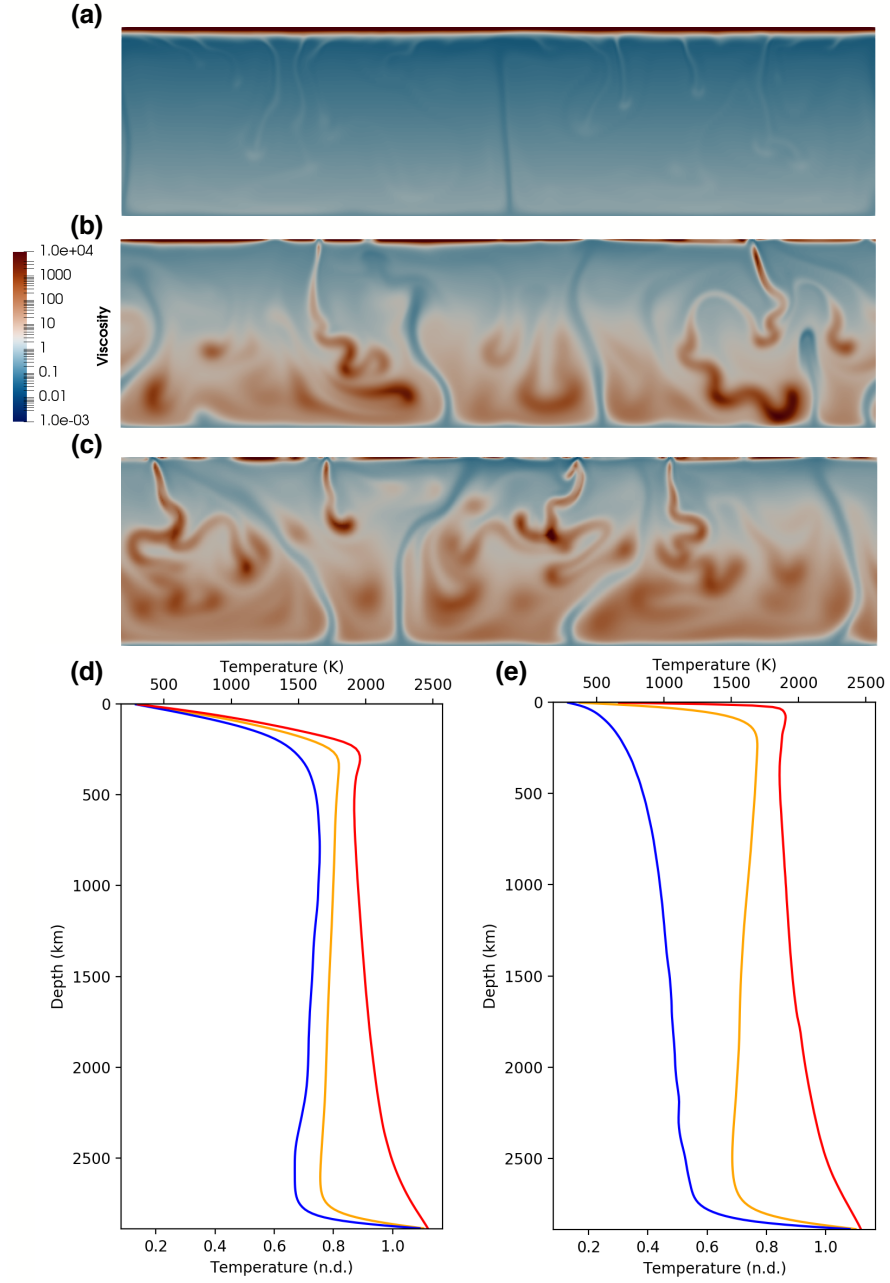 (a)
(b)
1.0e+04
1000
100
10
1
0.1
0.01
1.0e-03
Viscosity
(c)
(d)
Temperature (K)
500 1000 1500 2000 2500
0
500
1000
1500
2000
2500
Depth (km)
0.2 0.4 0.6 0.8 1.0
Temperature (n.d.)
(e)
Temperature (K)
500 1000 1500 2000 2500
0
500
1000
1500
2000
2500
Depth (km)
0.2 0.4 0.6 0.8 1.0
Temperature (n.d.)